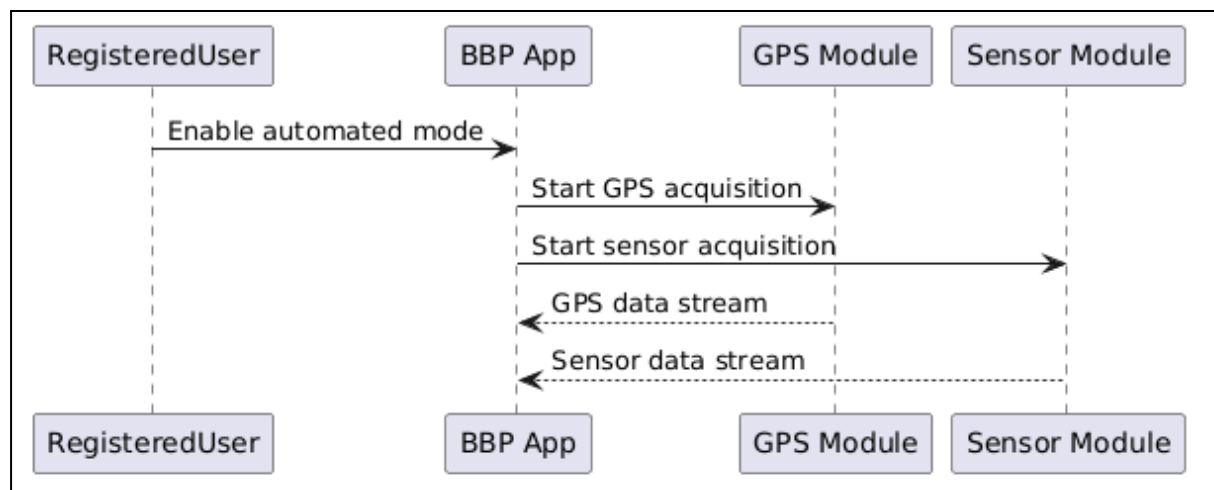 RegisteredUser
BBP App
GPS Module
Sensor Module
Enable automated mode
Start GPS acquisition
Start sensor acquisition
GPS data stream
Sensor data stream
RegisteredUser
BBP App
GPS Module
Sensor Module